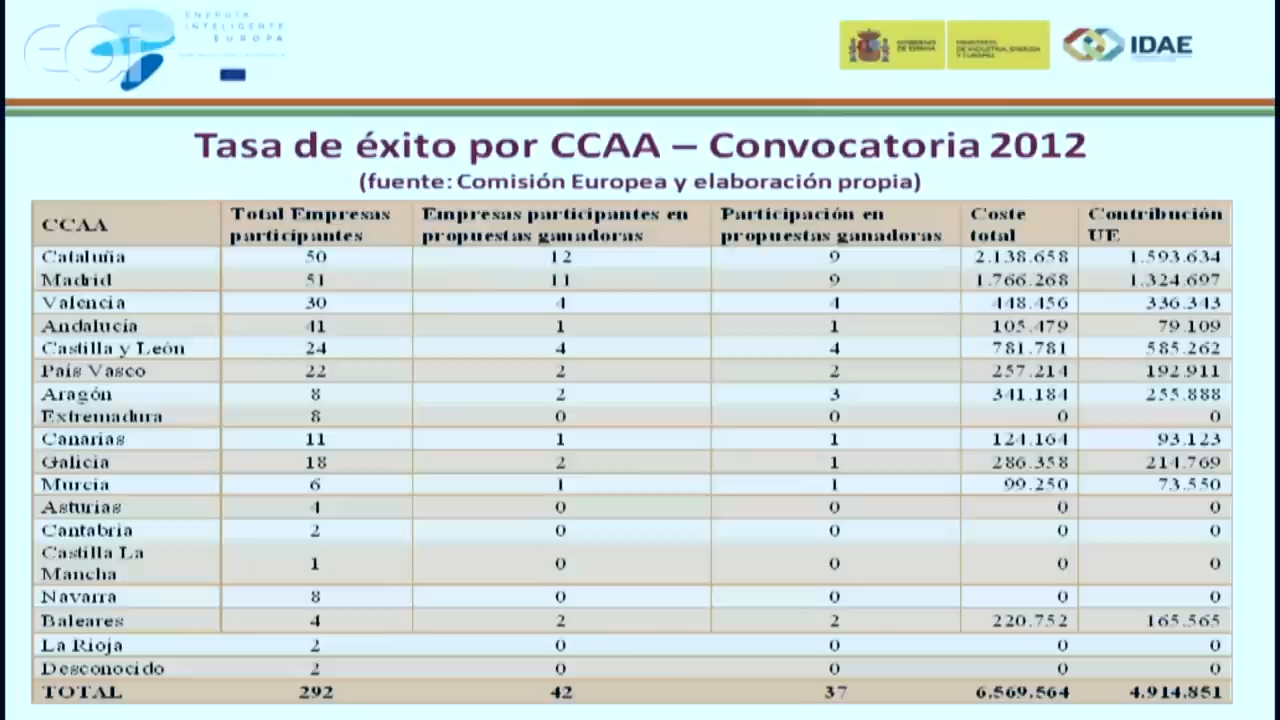 EOI
ENERGÍA
INTELIGENTE
EUROPA
GOBIERNO
DE ESPAÑA
MINISTERIO
DE INDUSTRIA, ENERGÍA
Y TURISMO
IDAE
Tasa de éxito por CCAA – Convocatoria 2012
(fuente: Comisión Europea y elaboración propia)
CCAA Total Empresas participantes Empresas participantes en propuestas ganadoras Participación en propuestas ganadoras Coste total Contribución UE
Cataluña 50 12 9 2.138.658 1.593.634
Madrid 51 11 9 1.766.268 1.324.697
Valencia 30 4 4 448.456 336.343
Andalucía 41 1 1 105.479 79.109
Castilla y León 24 4 4 781.781 585.262
País Vasco 22 2 2 257.214 192.911
Aragón 8 2 3 341.184 255.888
Extremadura 8 0 0 0 0
Canarias 11 1 1 124.164 93.123
Galicia 18 2 1 286.358 214.769
Murcia 6 1 1 99.250 73.550
Asturias 4 0 0 0 0
Cantabria 2 0 0 0 0
Castilla La Mancha 1 0 0 0 0
Navarra 8 0 0 0 0
Baleares 4 2 2 220.752 165.565
La Rioja 2 0 0 0 0
Desconocido 2 0 0 0 0
TOTAL 292 42 37 6.569.564 4.914.851